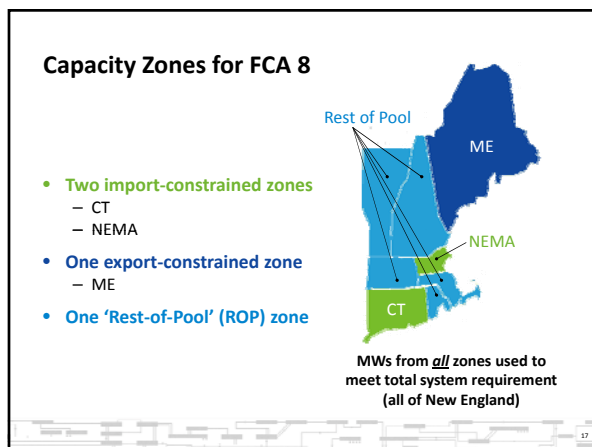 Capacity Zones for FCA 8
Rest of Pool
ME
• Two import-constrained zones
– CT
– NEMA
NEMA
• One export-constrained zone
– ME
• One ‘Rest-of-Pool’ (ROP) zone
CT
MWs from all zones used to
meet total system requirement
(all of New England)
17